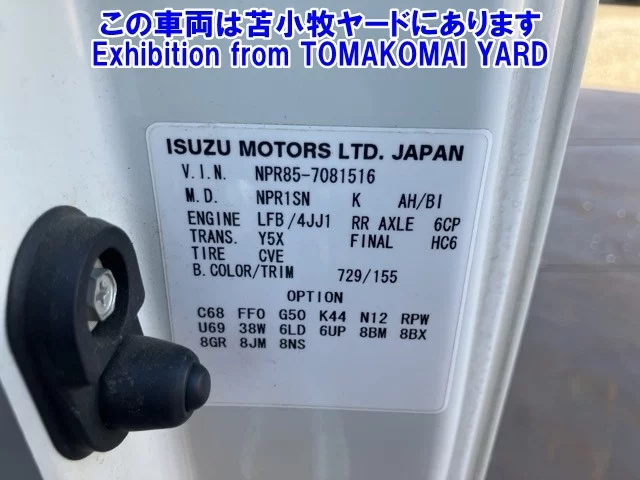 この車両は苫小牧ヤードにあります
Exhibition from TOMAKOMAI YARD
ISUZU MOTORS LTD. JAPAN
V.I.N. NPR85-7081516
M.D. NPR1SN K AH/BI
ENGINE LFB/4JJ1 RR AXLE 6CP
TRANS. Y5X FINAL HC6
TIRE CVE
B.COLOR/TRIM 729/155
OPTION
C68 FF0 G50 K44 N12 RPW
U69 38W 6LD 6UP 8BM 8BX
8GR 8JM 8NS